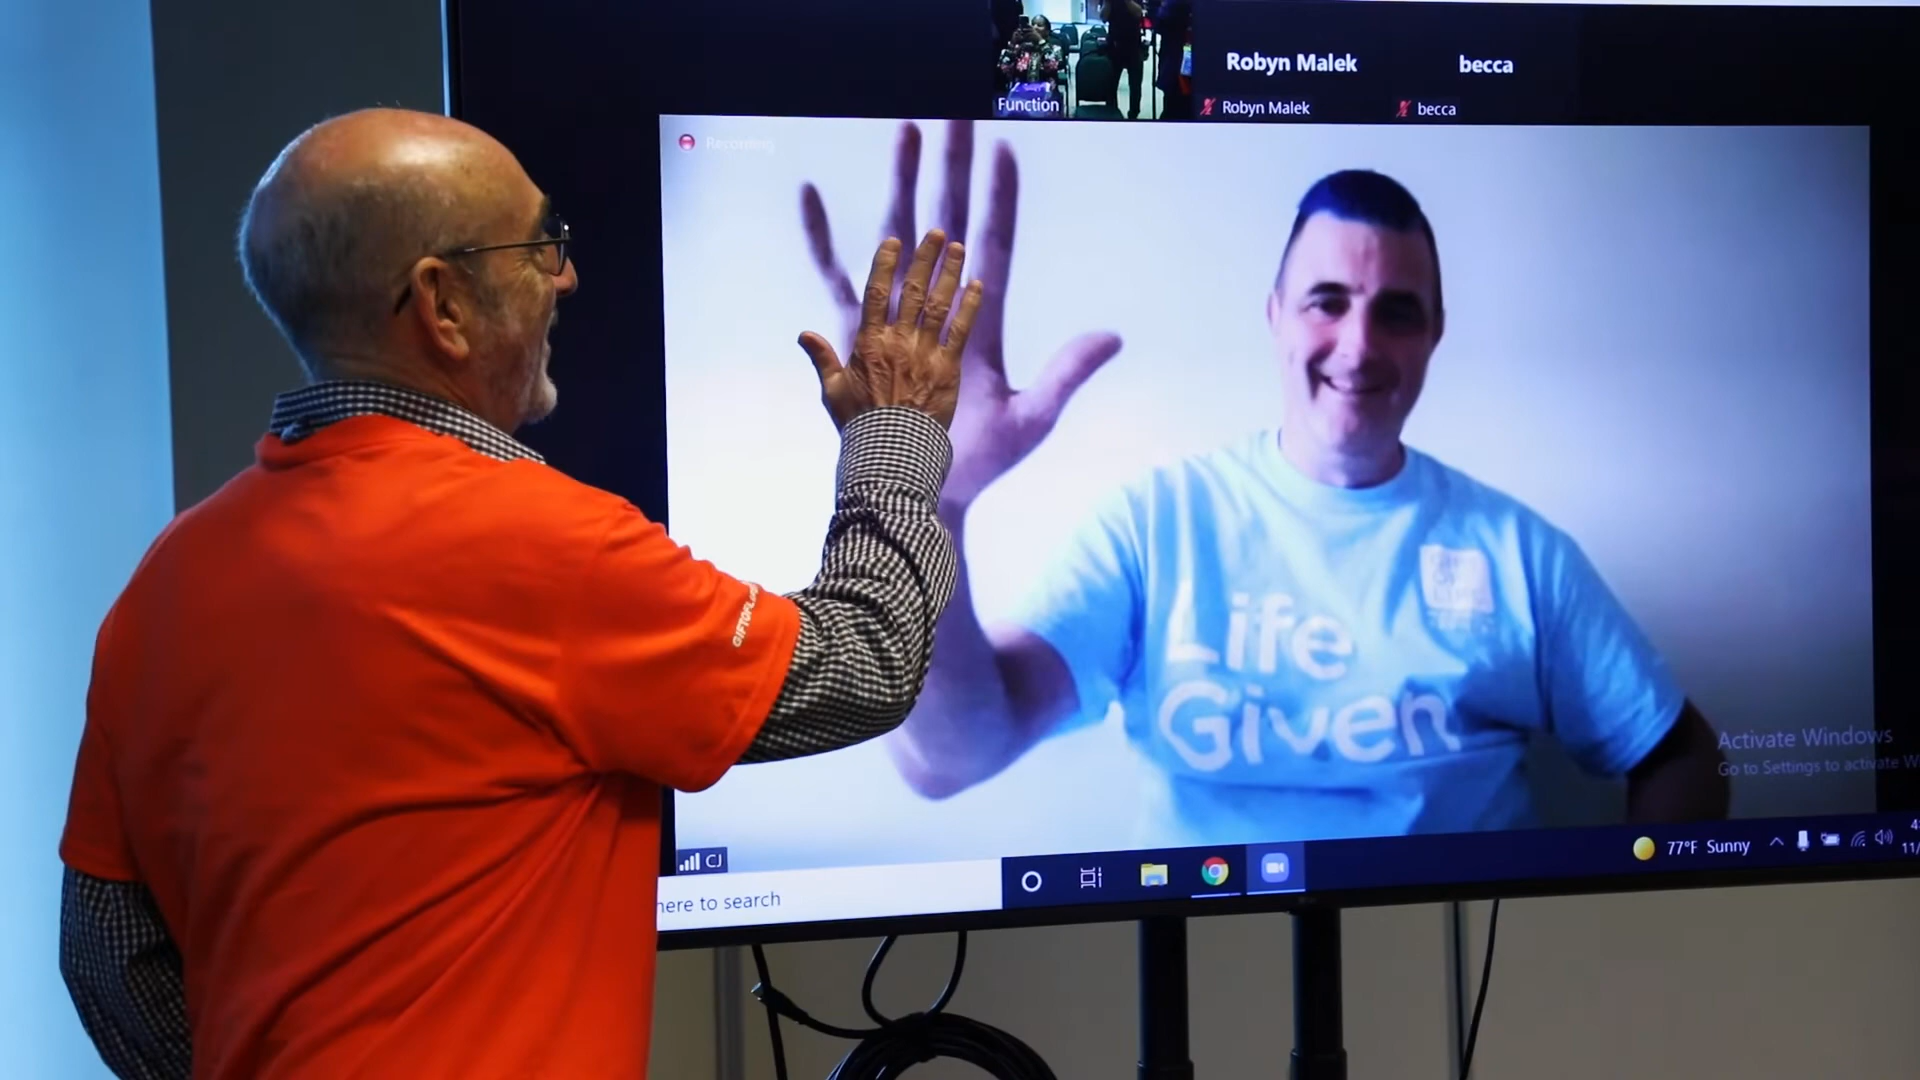 Robyn Malek
becca
Function
Robyn Malek
becca
Recording
Life
Given
Activate Windows
Go to Settings to activate
CJ
here to search
77°F Sunny